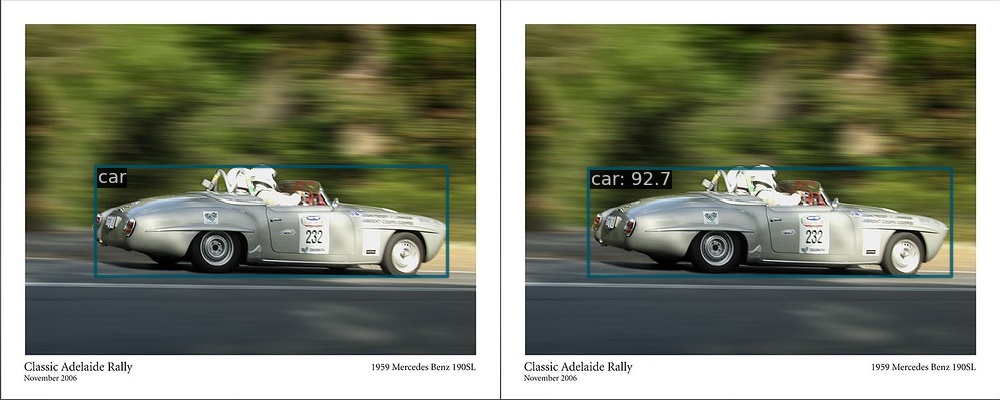 car
232
Classic Adelaide Rally
November 2006
1959 Mercedes Benz 190SL
car: 92.7
232
Classic Adelaide Rally
November 2006
1959 Mercedes Benz 190SL